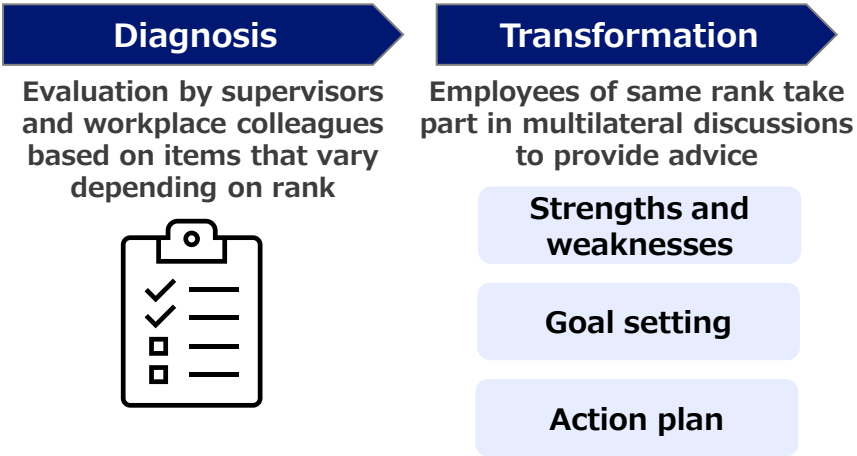 Diagnosis
Evaluation by supervisors
and workplace colleagues
based on items that vary
depending on rank
Transformation
Employees of same rank take
part in multilateral discussions
to provide advice
Strengths and
weaknesses
Goal setting
Action plan